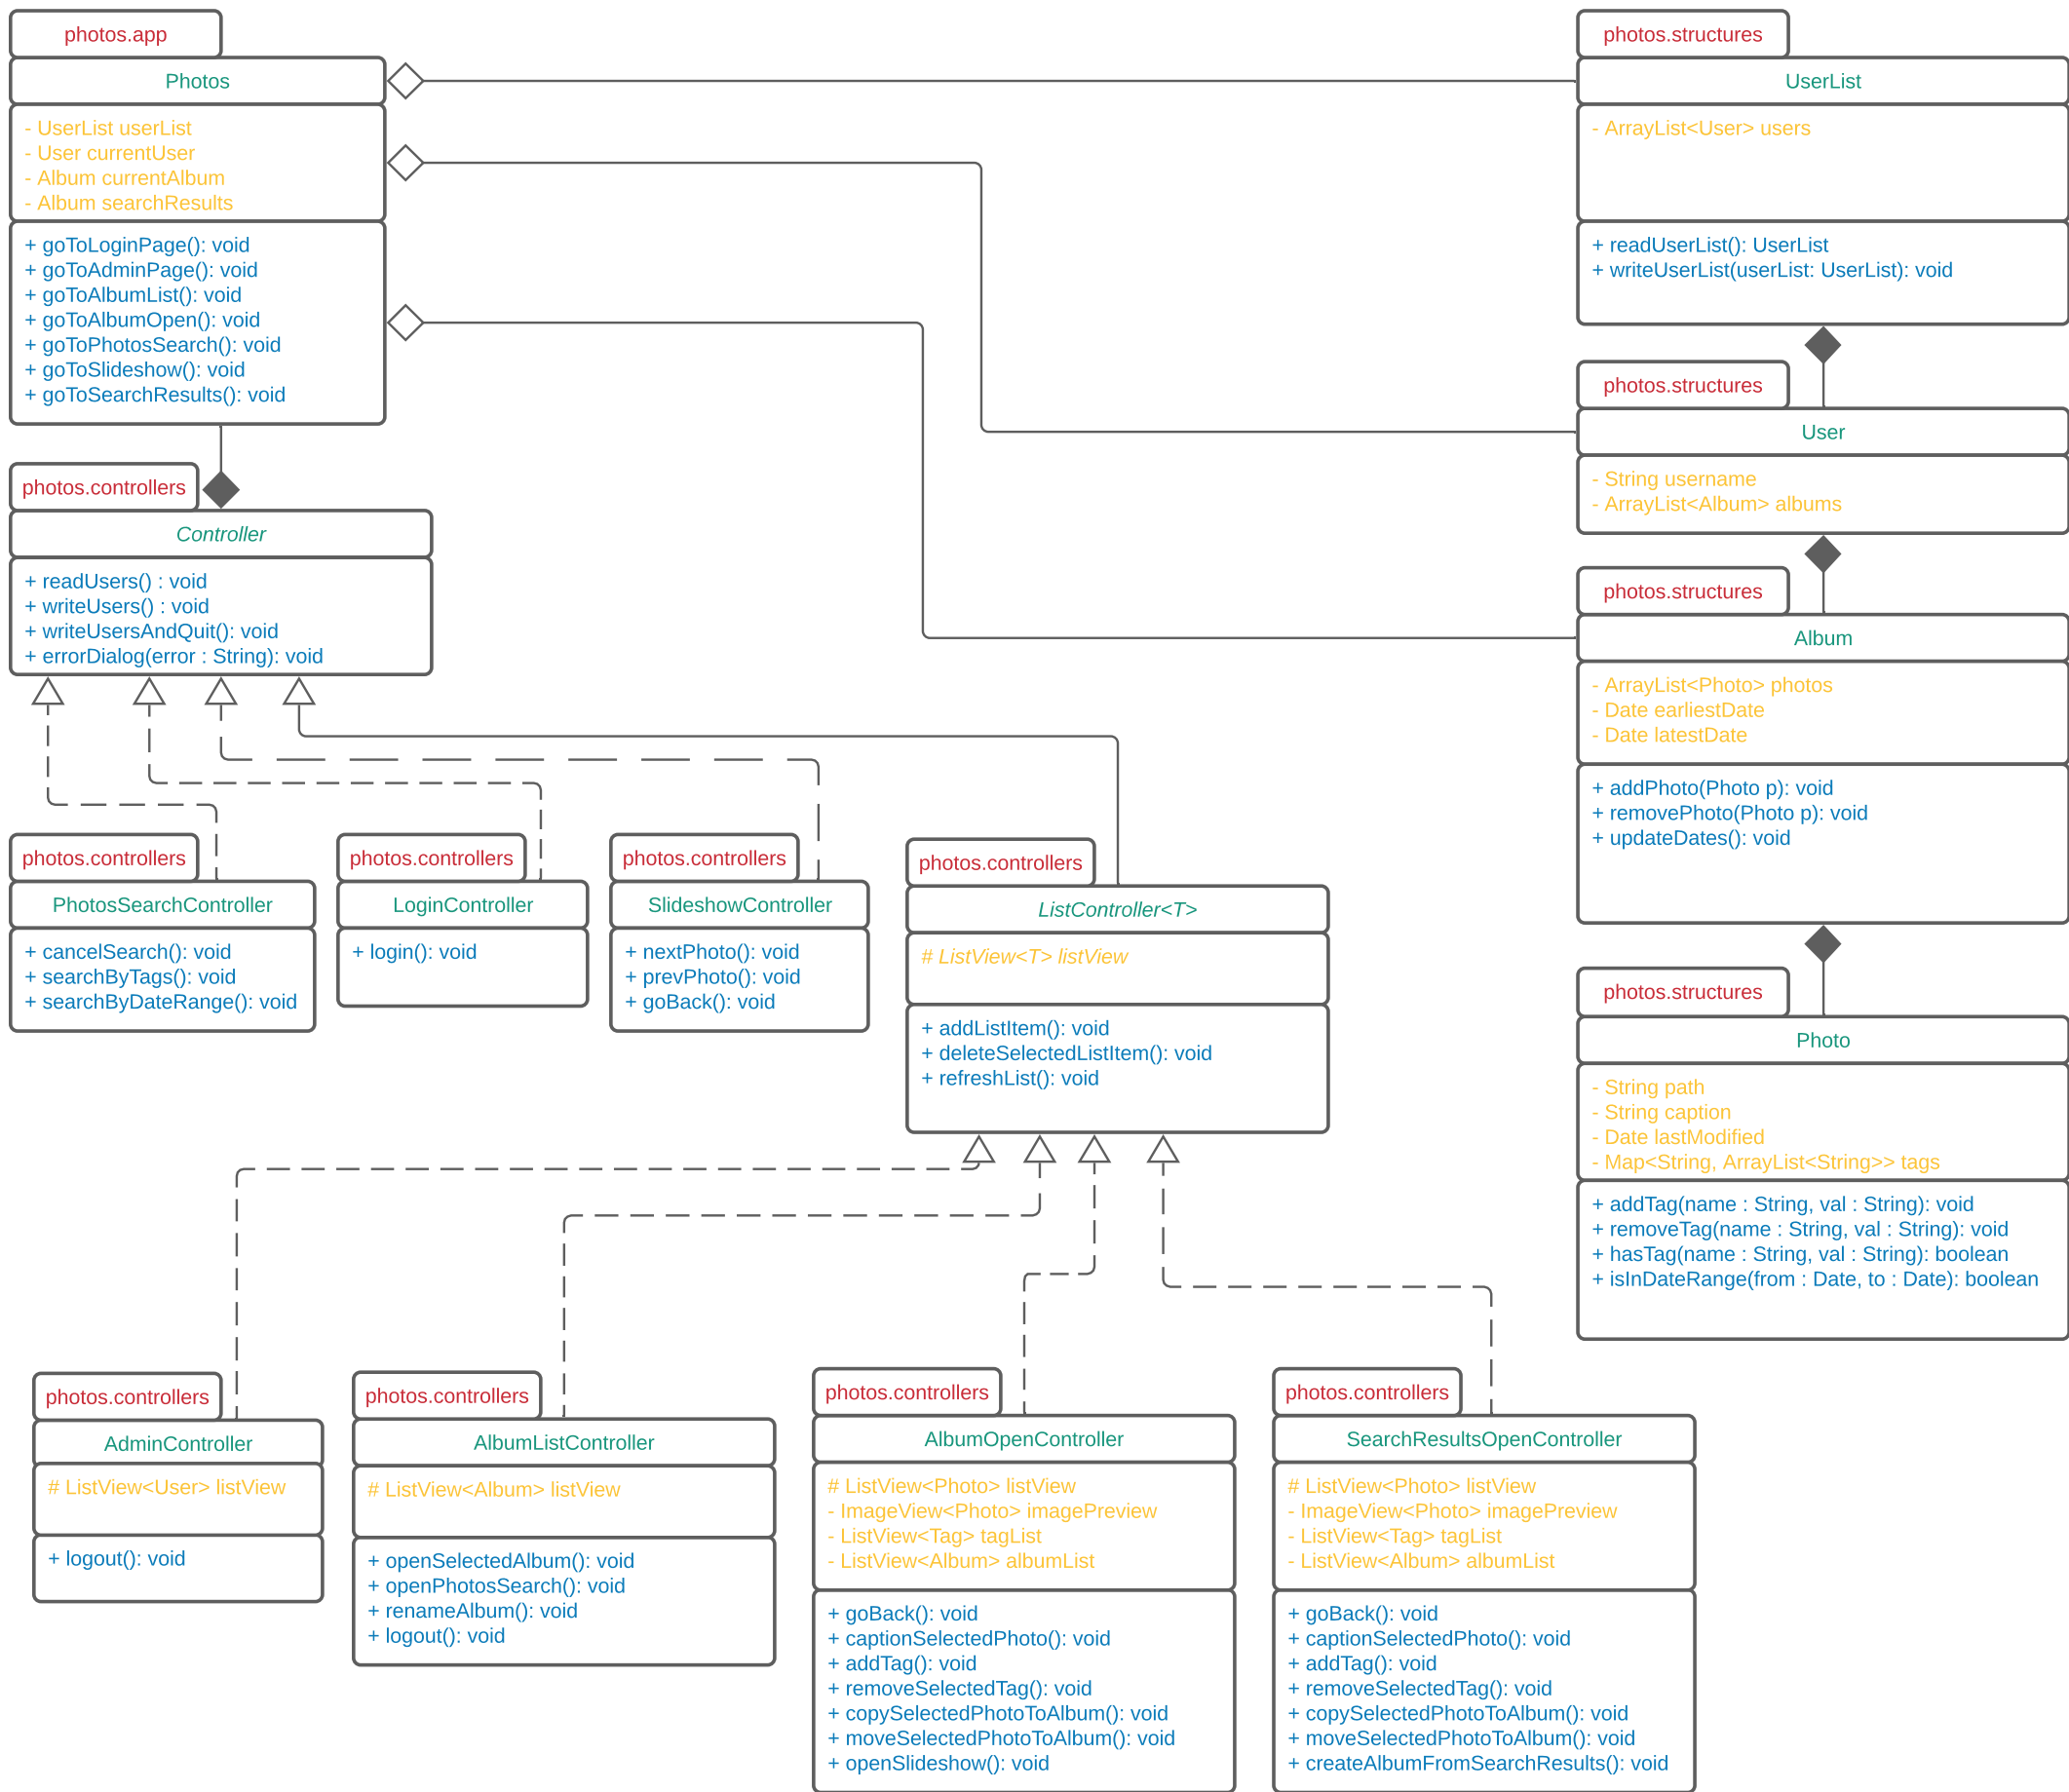 photos.app
Photos
- UserList userList
- User currentUser
- Album currentAlbum
- Album searchResults
+ goToLoginPage(): void
+ goToAdminPage(): void
+ goToAlbumList(): void
+ goToAlbumOpen(): void
+ goToPhotosSearch(): void
+ goToSlideshow(): void
+ goToSearchResults(): void
photos.structures
UserList
- ArrayList<User> users
+ readUserList(): UserList
+ writeUserList(userList: UserList): void
photos.structures
User
- String username
- ArrayList<Album> albums
photos.controllers
Controller
+ readUsers() : void
+ writeUsers() : void
+ writeUsersAndQuit(): void
+ errorDialog(error : String): void
photos.structures
Album
- ArrayList<Photo> photos
- Date earliestDate
- Date latestDate
+ addPhoto(Photo p): void
+ removePhoto(Photo p): void
+ updateDates(): void
photos.controllers
PhotosSearchController
+ cancelSearch(): void
+ searchByTags(): void
+ searchByDateRange(): void
photos.controllers
LoginController
+ login(): void
photos.controllers
SlideshowController
+ nextPhoto(): void
+ prevPhoto(): void
+ goBack(): void
photos.controllers
ListController<T>
# ListView<T> listView
+ addListItem(): void
+ deleteSelectedListItem(): void
+ refreshList(): void
photos.structures
Photo
- String path
- String caption
- Date lastModified
- Map<String, ArrayList<String>> tags
+ addTag(name : String, val : String): void
+ removeTag(name : String, val : String): void
+ hasTag(name : String, val : String): boolean
+ isInDateRange(from : Date, to : Date): boolean
photos.controllers
AdminController
# ListView<User> listView
+ logout(): void
photos.controllers
AlbumListController
# ListView<Album> listView
+ openSelectedAlbum(): void
+ openPhotosSearch(): void
+ renameAlbum(): void
+ logout(): void
photos.controllers
AlbumOpenController
# ListView<Photo> listView
- ImageView<Photo> imagePreview
- ListView<Tag> tagList
- ListView<Album> albumList
+ goBack(): void
+ captionSelectedPhoto(): void
+ addTag(): void
+ removeSelectedTag(): void
+ copySelectedPhotoToAlbum(): void
+ moveSelectedPhotoToAlbum(): void
+ openSlideshow(): void
photos.controllers
SearchResultsOpenController
# ListView<Photo> listView
- ImageView<Photo> imagePreview
- ListView<Tag> tagList
- ListView<Album> albumList
+ goBack(): void
+ captionSelectedPhoto(): void
+ addTag(): void
+ removeSelectedTag(): void
+ copySelectedPhotoToAlbum(): void
+ moveSelectedPhotoToAlbum(): void
+ createAlbumFromSearchResults(): void